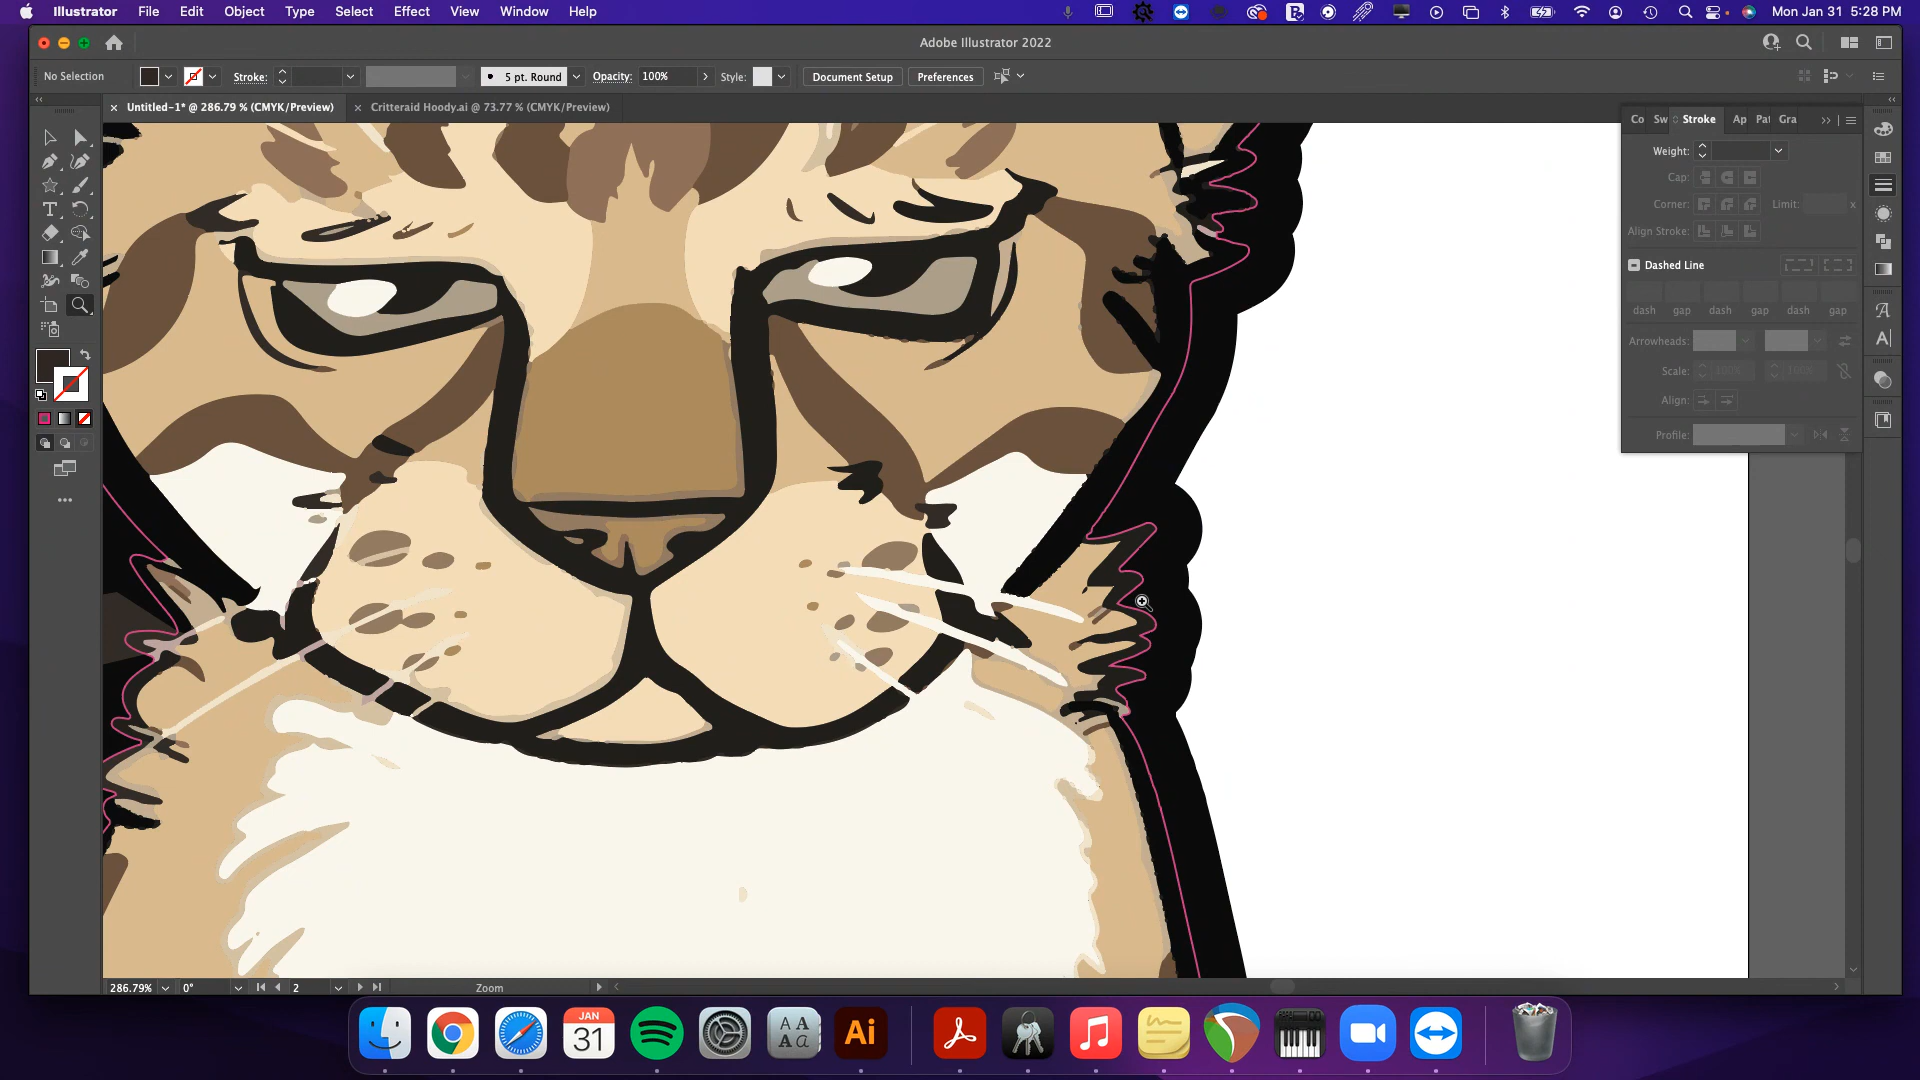 Illustrator File Edit Object Type Select Effect View Window Help Mon Jan 31 5:28 PM
Adobe Illustrator 2022
No Selection Stroke: 5 pt. Round Opacity: 100% Style: Document Setup Preferences
Untitled-1* @ 286.79 % (CMYK/Preview) Critteraid Hoody.ai @ 73.77 % (CMYK/Preview)
Co Sw Stroke Ap Pat Gra
Weight:
Cap:
Corner: Limit: x
Align Stroke:
Dashed Line
dash gap dash gap dash gap
Arrowheads:
Scale: 100% 100%
Align:
Profile:
286.79% 0° 2 Zoom
JAN
31
Ai